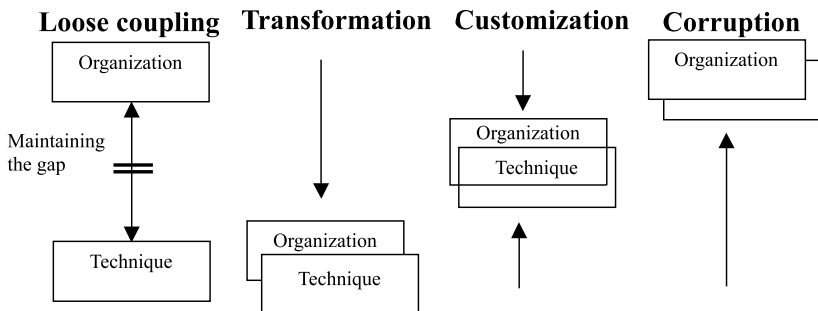 Loose coupling Transformation Customization Corruption
Organization
Organization
Maintaining
the gap
Organization
Technique
Technique
Organization
Technique